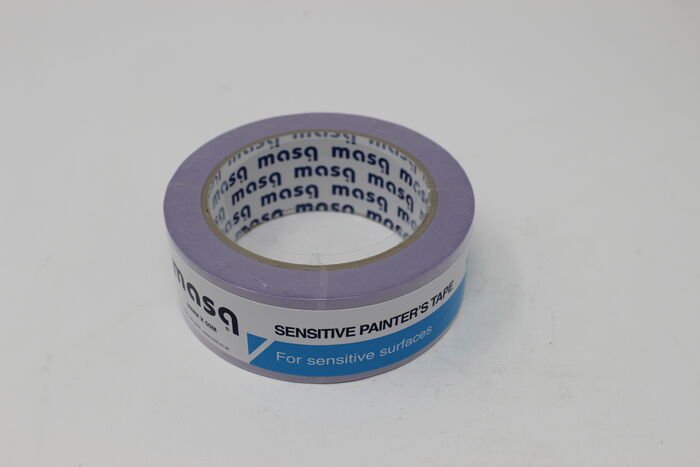 masq
SENSITIVE PAINTER'S TAPE
For sensitive surfaces
masq masq masq
masq masq masq masq
masq masq masq